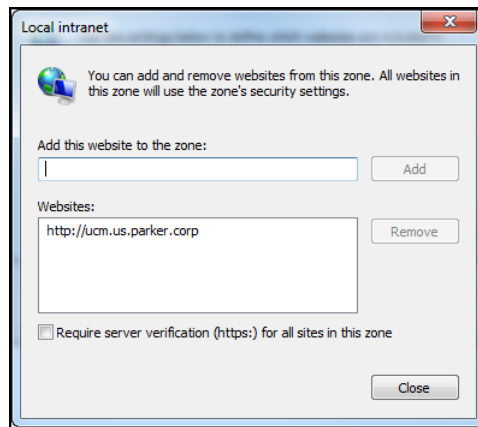 Local intranet
You can add and remove websites from this zone. All websites in
this zone will use the zone's security settings.
Add this website to the zone:
Add
Websites:
http://ucm.us.parker.corp
Remove
Require server verification (https:) for all sites in this zone
Close